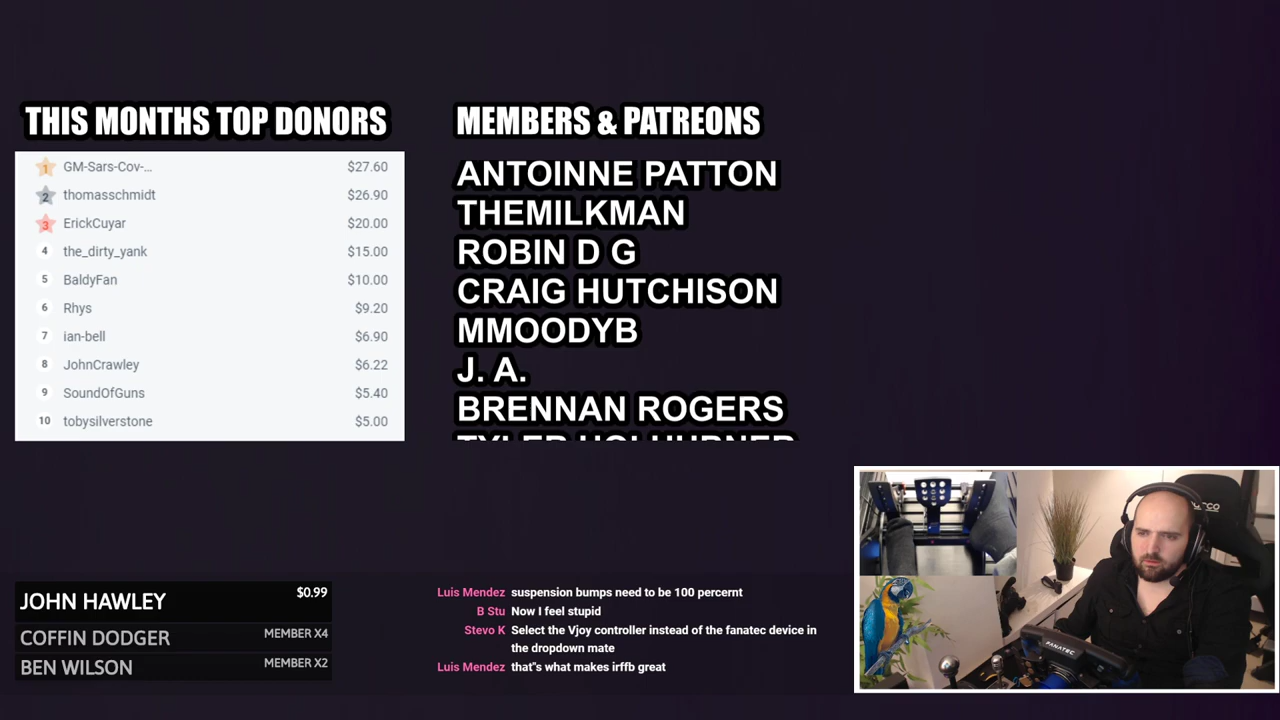 THIS MONTHS TOP DONORS
1 GM-Sars-Cov-... $27.60
2 thomasschmidt $26.90
3 ErickCuyar $20.00
4 the_dirty_yank $15.00
5 BaldyFan $10.00
6 Rhys $9.20
7 ian-bell $6.90
8 JohnCrawley $6.22
9 SoundOfGuns $5.40
10 tobysilverstone $5.00
MEMBERS & PATREONS
ANTOINNE PATTON
THEMILKMAN
ROBIN D G
CRAIG HUTCHISON
MMOODYB
J. A.
BRENNAN ROGERS
JOHN HAWLEY $0.99
COFFIN DODGER MEMBER X4
BEN WILSON MEMBER X2
Luis Mendez suspension bumps need to be 100 percernt
B Stu Now I feel stupid
Stevo K Select the Vjoy controller instead of the fanatec device in
the dropdown mate
Luis Mendez that"s what makes irffb great
FANATEC